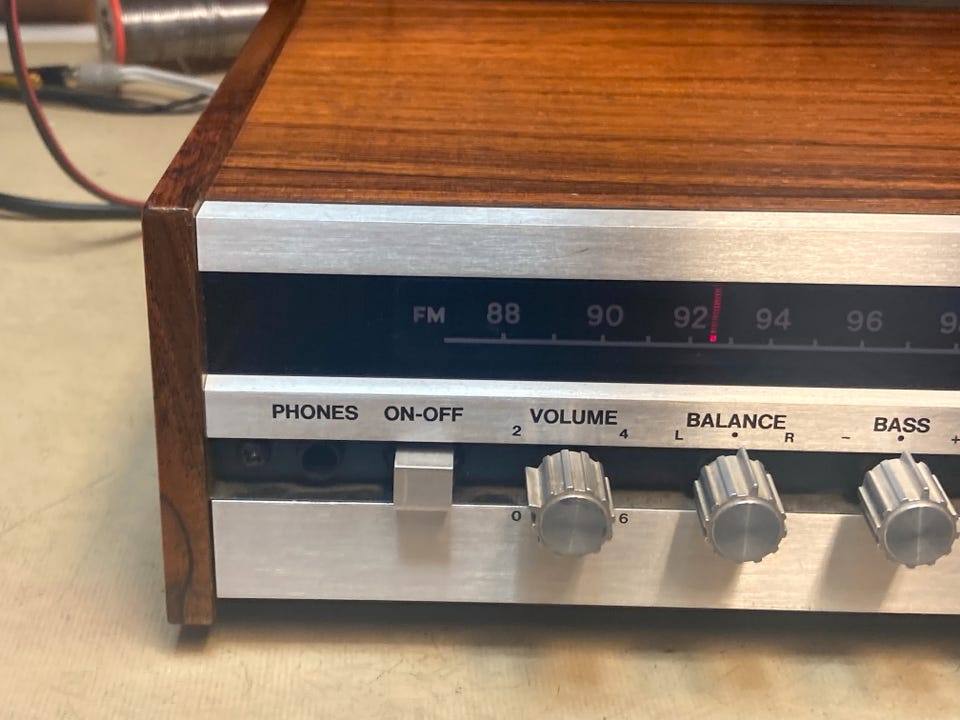 FM 88 90 92 94 96
PHONES ON-OFF VOLUME BALANCE BASS
2 4 L • R - • +
0 6